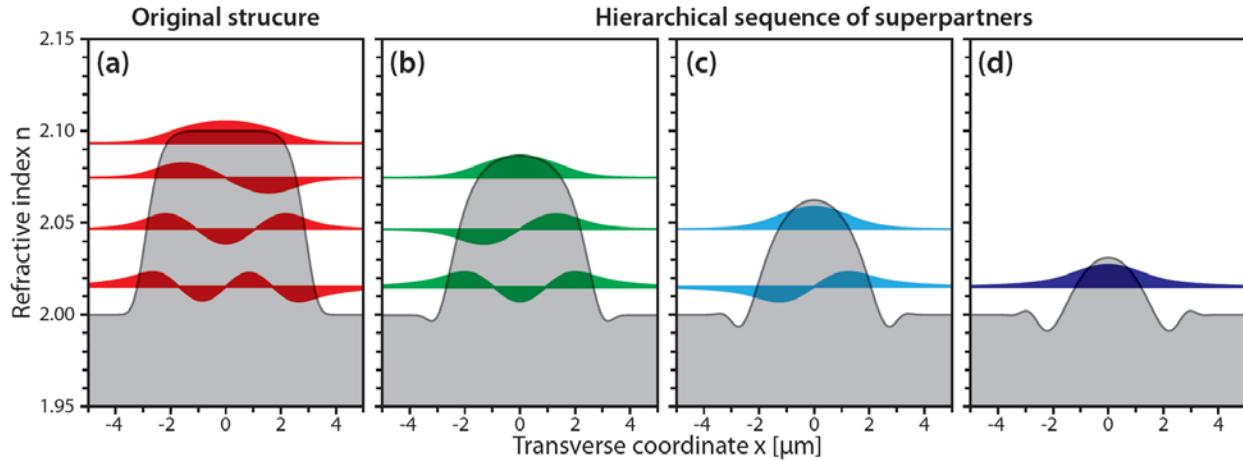 Original strucure
Hierarchical sequence of superpartners
(a)
(b)
(c)
(d)
Refractive index n
2.15
2.10
2.05
2.00
1.95
-4 -2 0 2 4
-4 -2 0 2 4
-4 -2 0 2 4
-4 -2 0 2 4
Transverse coordinate x [µm]